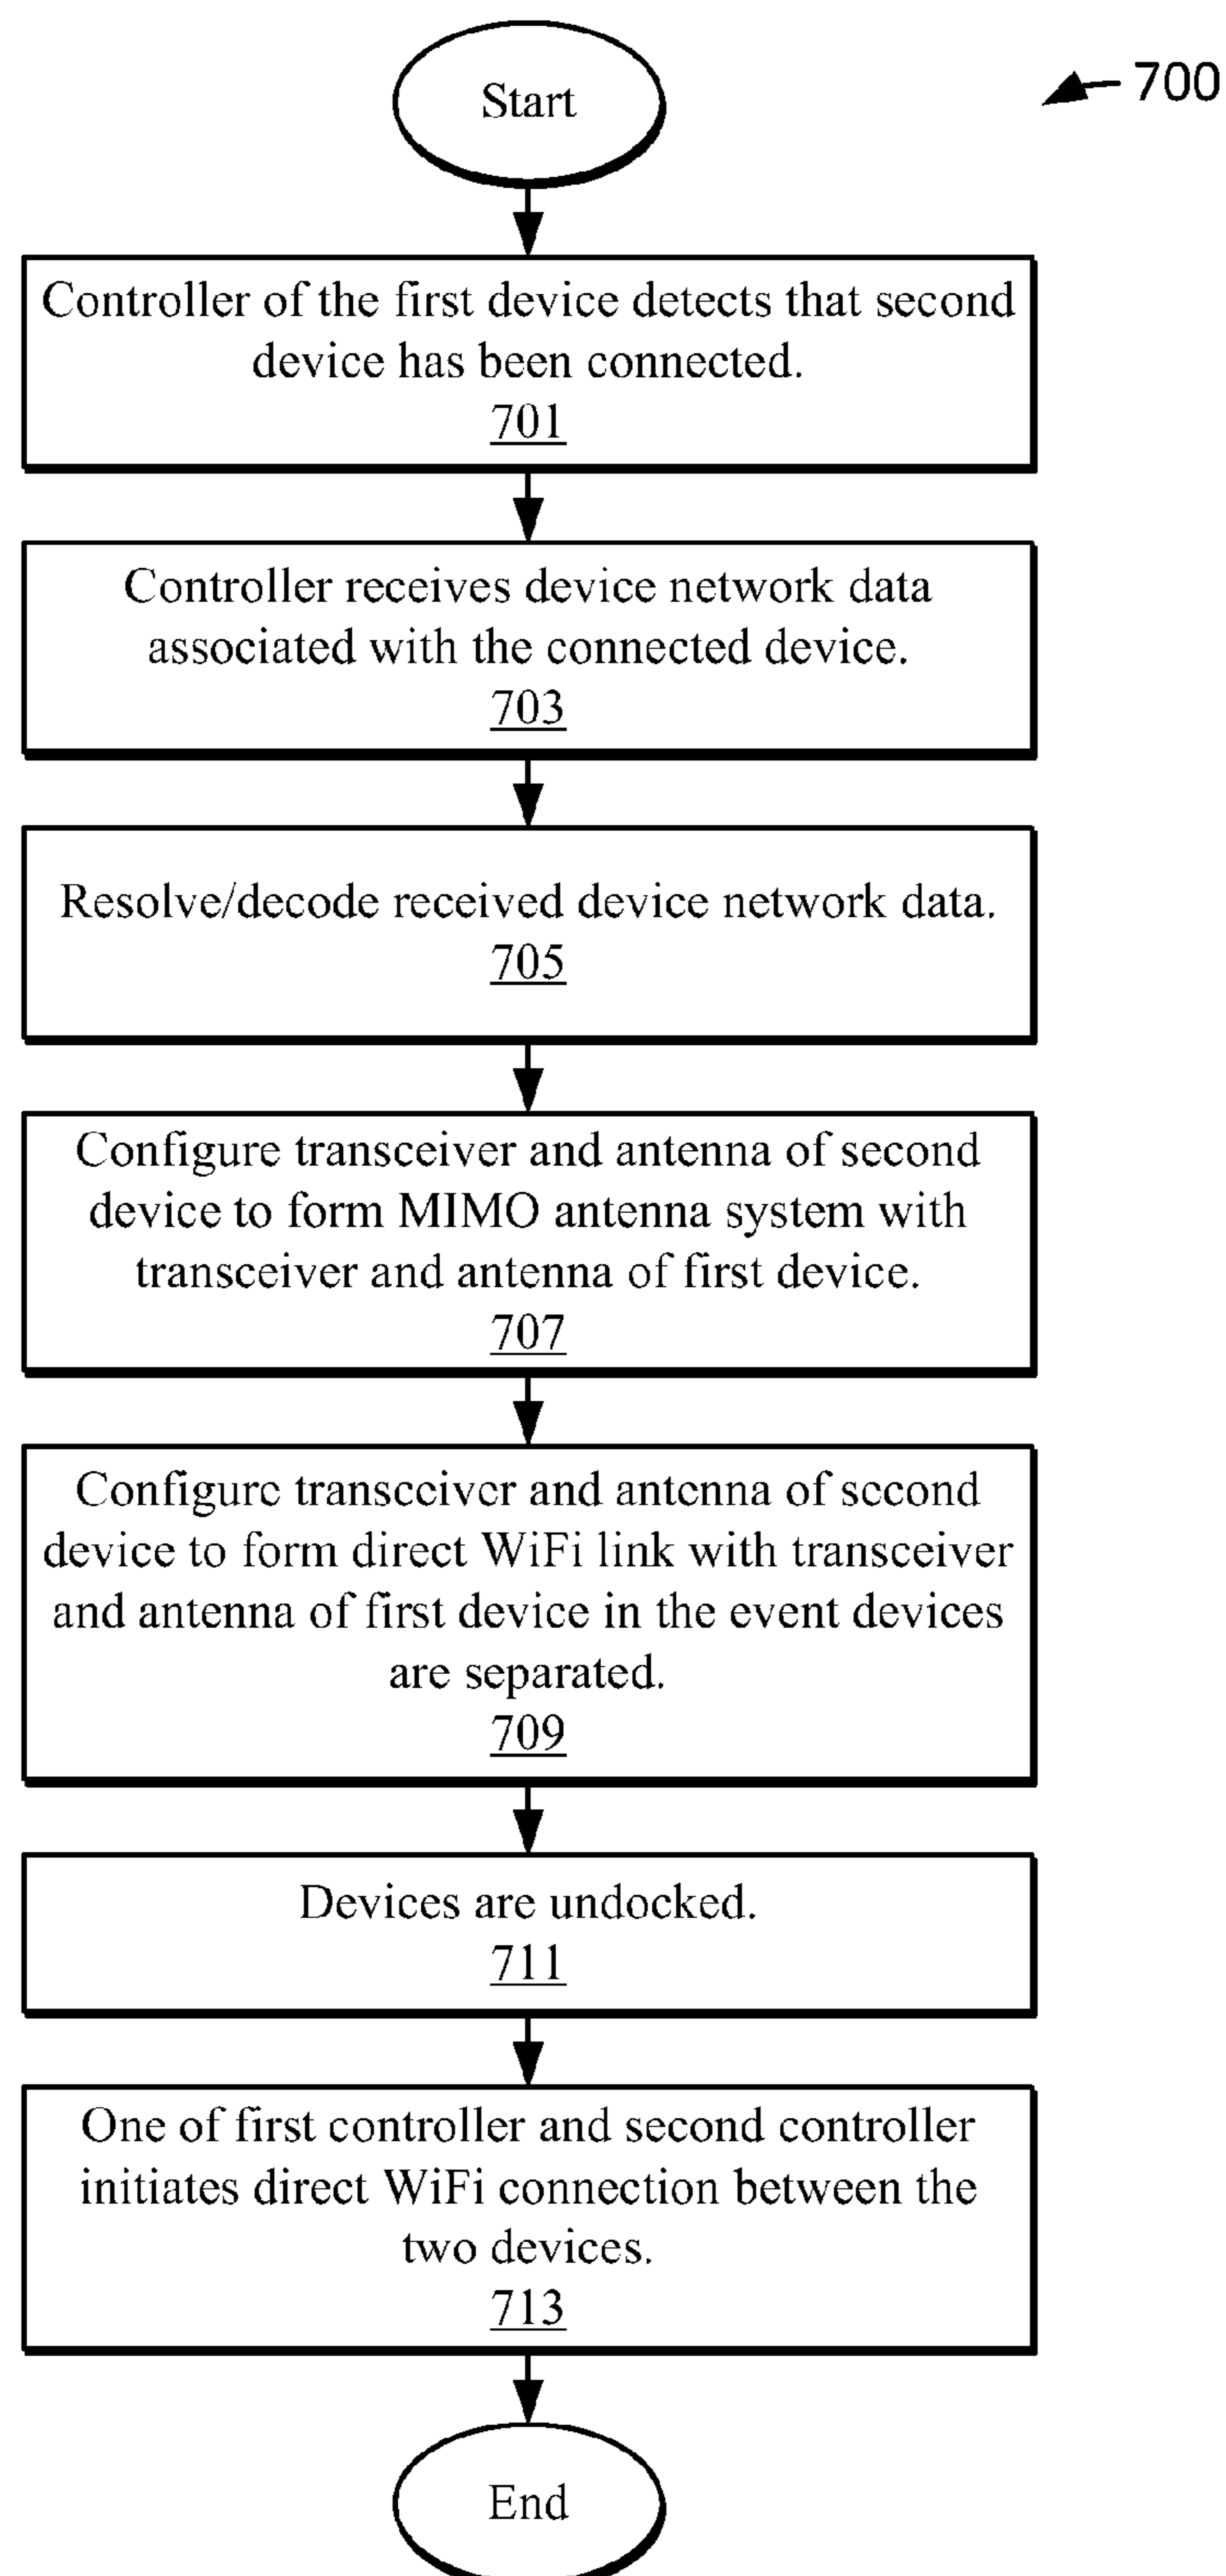 Start
700
Controller of the first device detects that second
device has been connected.
701
Controller receives device network data
associated with the connected device.
703
Resolve/decode received device network data.
705
Configure transceiver and antenna of second
device to form MIMO antenna system with
transceiver and antenna of first device.
707
Configure transceiver and antenna of second
device to form direct WiFi link with transceiver
and antenna of first device in the event devices
are separated.
709
Devices are undocked.
711
One of first controller and second controller
initiates direct WiFi connection between the
two devices.
713
End